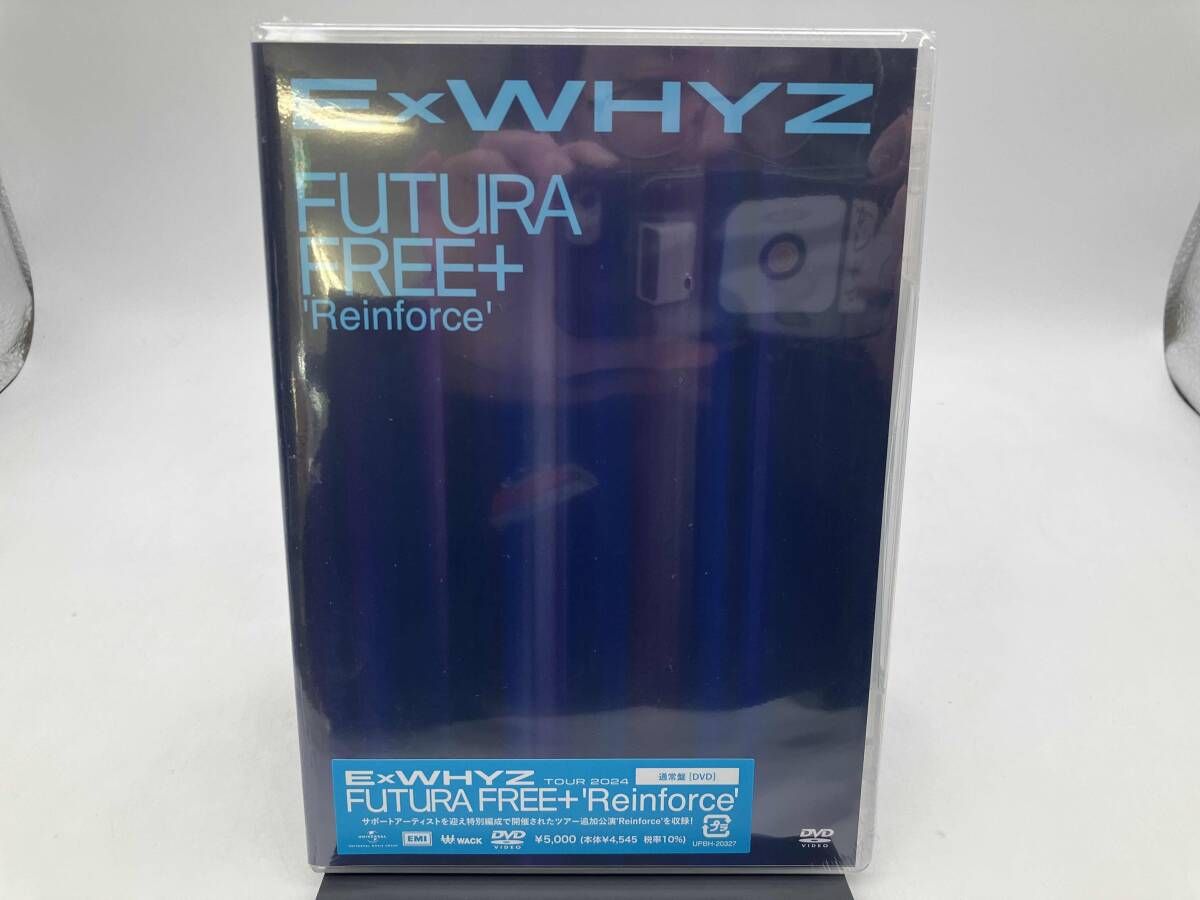 ExWHYZ
FUTURA
FREE+
'Reinforce'
ExWHYZ TOUR 2024 通常盤 [DVD]
FUTURA FREE+ 'Reinforce'
サポートアーティストを迎え特別編成で開催されたツアー追加公演'Reinforce'を収録!
プラ
UNIVERSAL EMI WACK DVD VIDEO ¥5,000 (本体¥4,545 税率10%) UPBH-20327
DVD
VIDEO